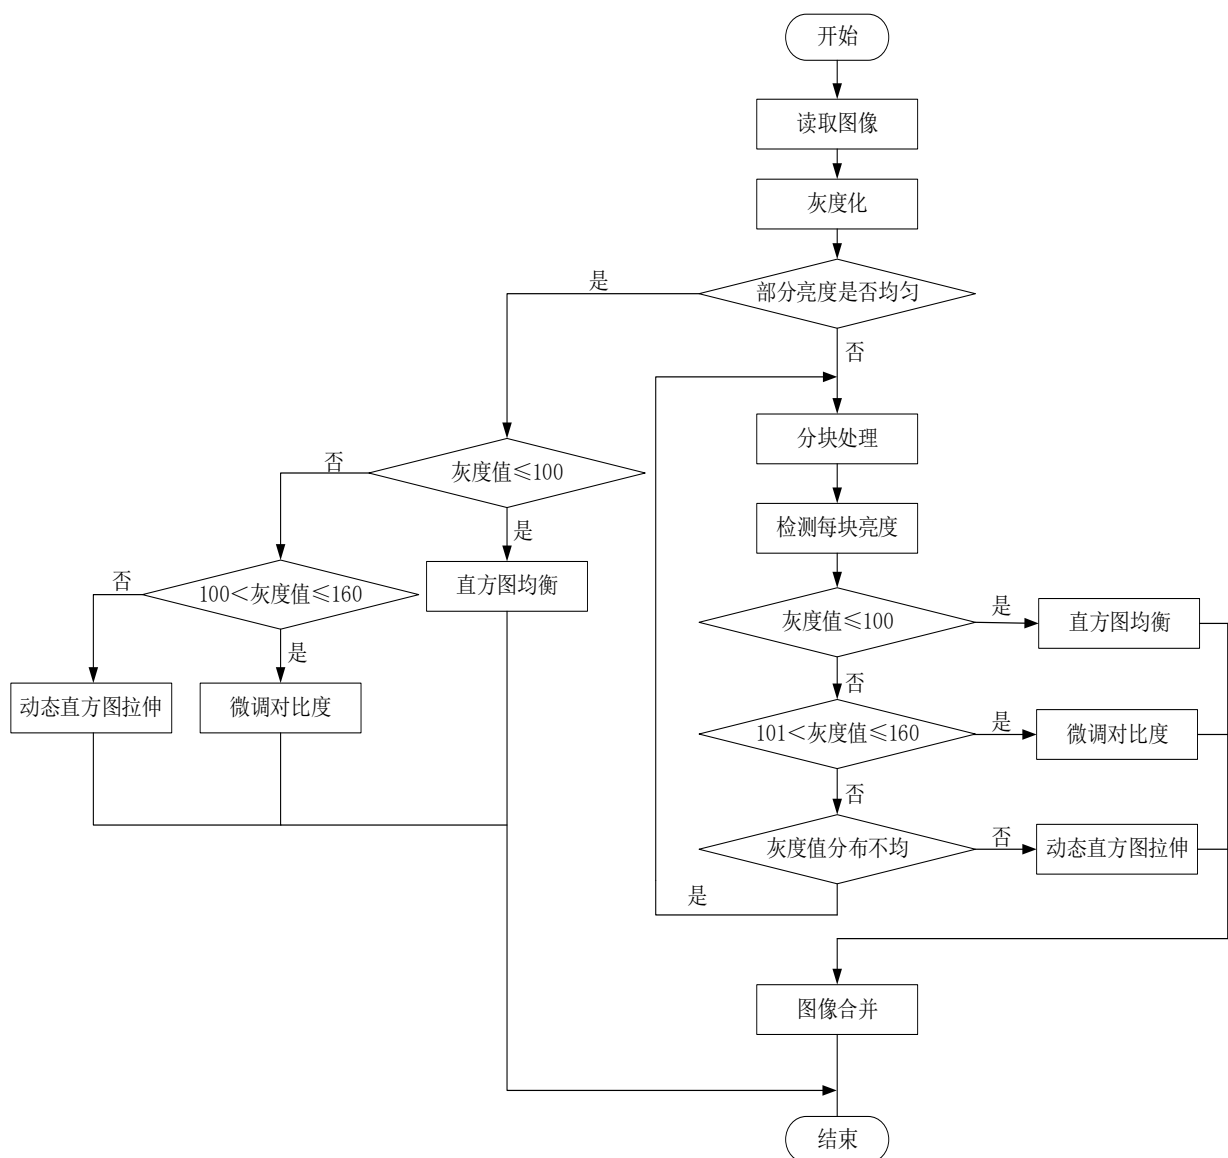 开始
读取图像
灰度化
部分亮度是否均匀
是
否
分块处理
灰度值≤100
否
是
检测每块亮度
100＜灰度值≤160
否
是
直方图均衡
灰度值≤100
是
直方图均衡
否
动态直方图拉伸
微调对比度
101＜灰度值≤160
是
微调对比度
否
灰度值分布不均
否
动态直方图拉伸
是
图像合并
结束